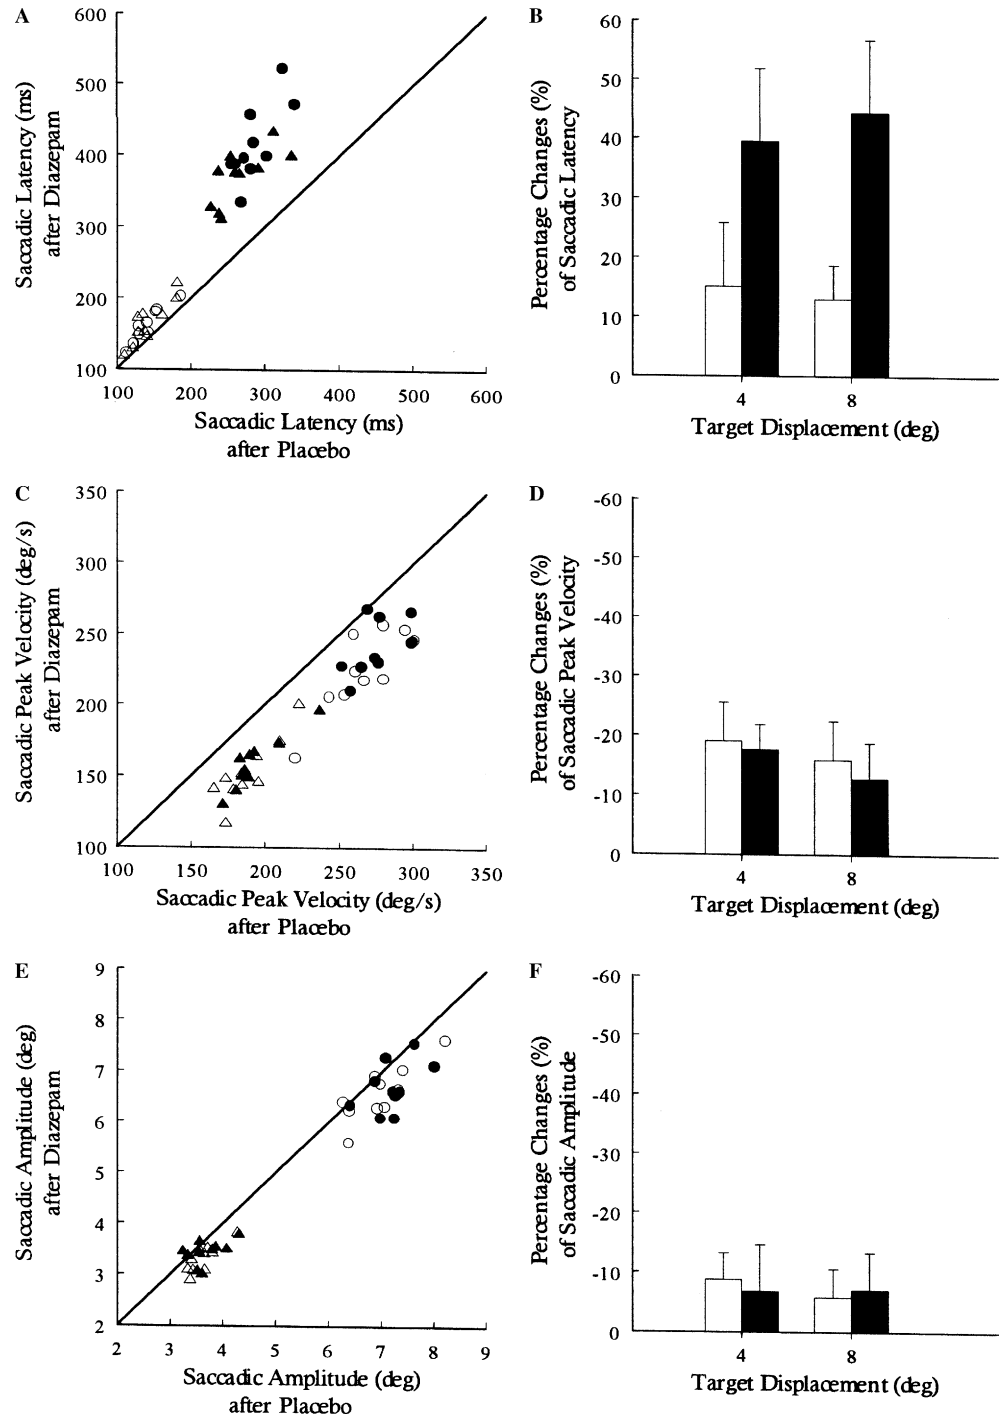 A
600
500
400
300
200
100
Saccadic Latency (ms)
after Diazepam
100 200 300 400 500 600
Saccadic Latency (ms)
after Placebo
B
60
50
40
30
20
10
0
Percentage Changes (%)
of Saccadic Latency
4 8
Target Displacement (deg)
C
350
300
250
200
150
100
Saccadic Peak Velocity (deg/s)
after Diazepam
100 150 200 250 300 350
Saccadic Peak Velocity (deg/s)
after Placebo
D
-60
-50
-40
-30
-20
-10
0
Percentage Changes (%)
of Saccadic Peak Velocity
4 8
Target Displacement (deg)
E
9
8
7
6
5
4
3
2
Saccadic Amplitude (deg)
after Diazepam
2 3 4 5 6 7 8 9
Saccadic Amplitude (deg)
after Placebo
F
-60
-50
-40
-30
-20
-10
0
Percentage Changes (%)
of Saccadic Amplitude
4 8
Target Displacement (deg)